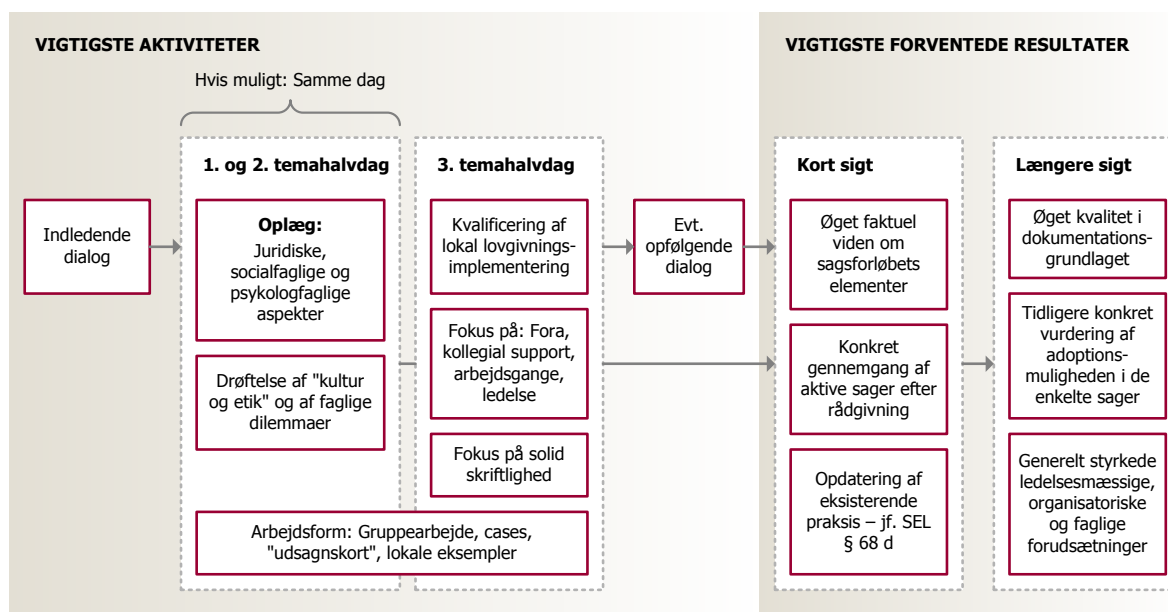 VIGTIGSTE AKTIVITETER
Hvis muligt: Samme dag
Indledende
dialog
1. og 2. temahalvdag
Oplæg:
Juridiske,
socialfaglige og
psykologfaglige
aspekter
Drøftelse af "kultur
og etik" og af faglige
dilemmaer
3. temahalvdag
Kvalificering af
lokal lovgivnings-
implementering
Fokus på: Fora,
kollegial support,
arbejdsgange,
ledelse
Fokus på solid
skriftlighed
Arbejdsform: Gruppearbejde, cases,
"udsagnskort", lokale eksempler
Evt.
opfølgende
dialog
VIGTIGSTE FORVENTEDE RESULTATER
Kort sigt
Øget faktuel
viden om
sagsforløbets
elementer
Konkret
gennemgang af
aktive sager efter
rådgivning
Opdatering af
eksisterende
praksis – jf. SEL
§ 68 d
Længere sigt
Øget kvalitet i
dokumentations-
grundlaget
Tidligere konkret
vurdering af
adoptions-
muligheden i de
enkelte sager
Generelt styrkede
ledelsesmæssige,
organisatoriske
og faglige
forudsætninger